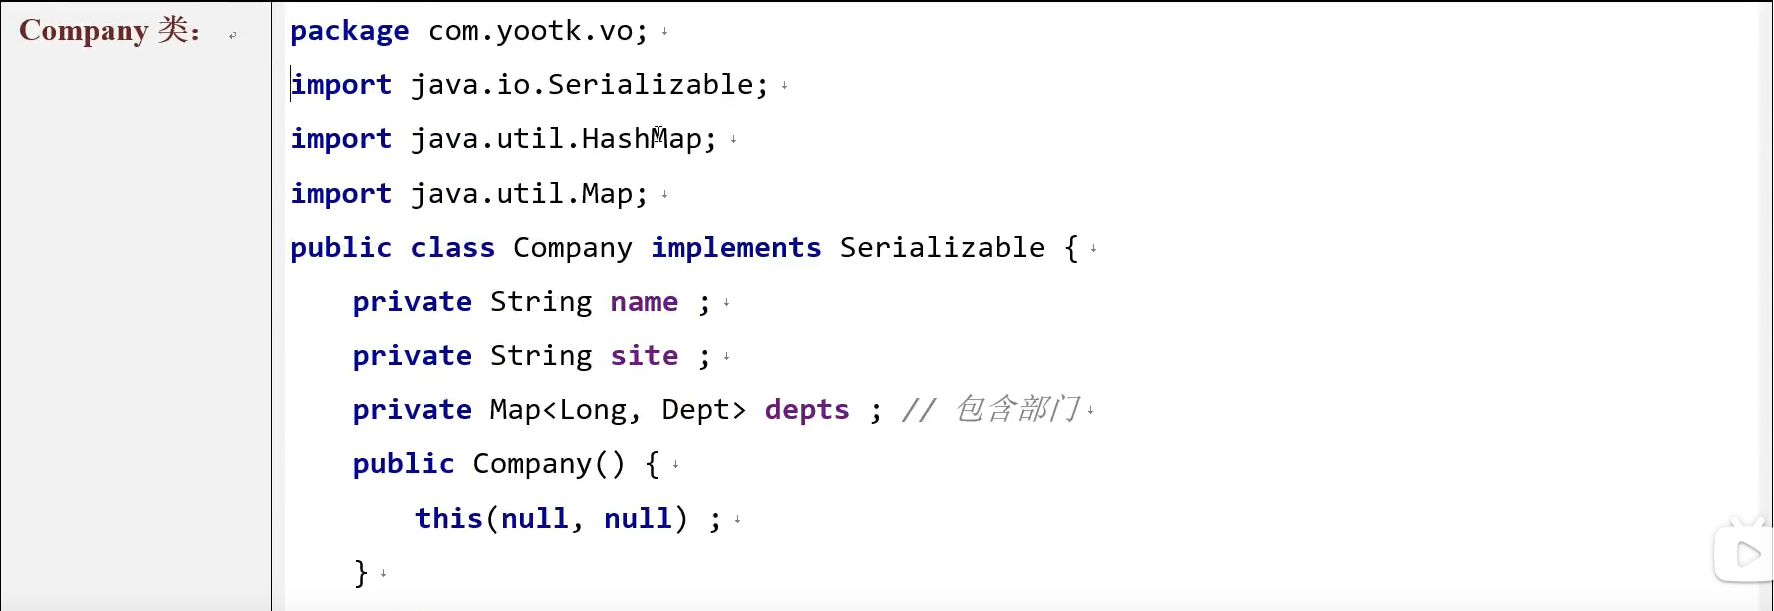 Company 类：
package com.yootk.vo;
import java.io.Serializable;
import java.util.HashMap;
import java.util.Map;
public class Company implements Serializable {
private String name ;
private String site ;
private Map<Long, Dept> depts ; // 包含部门
public Company() {
this(null, null) ;
}